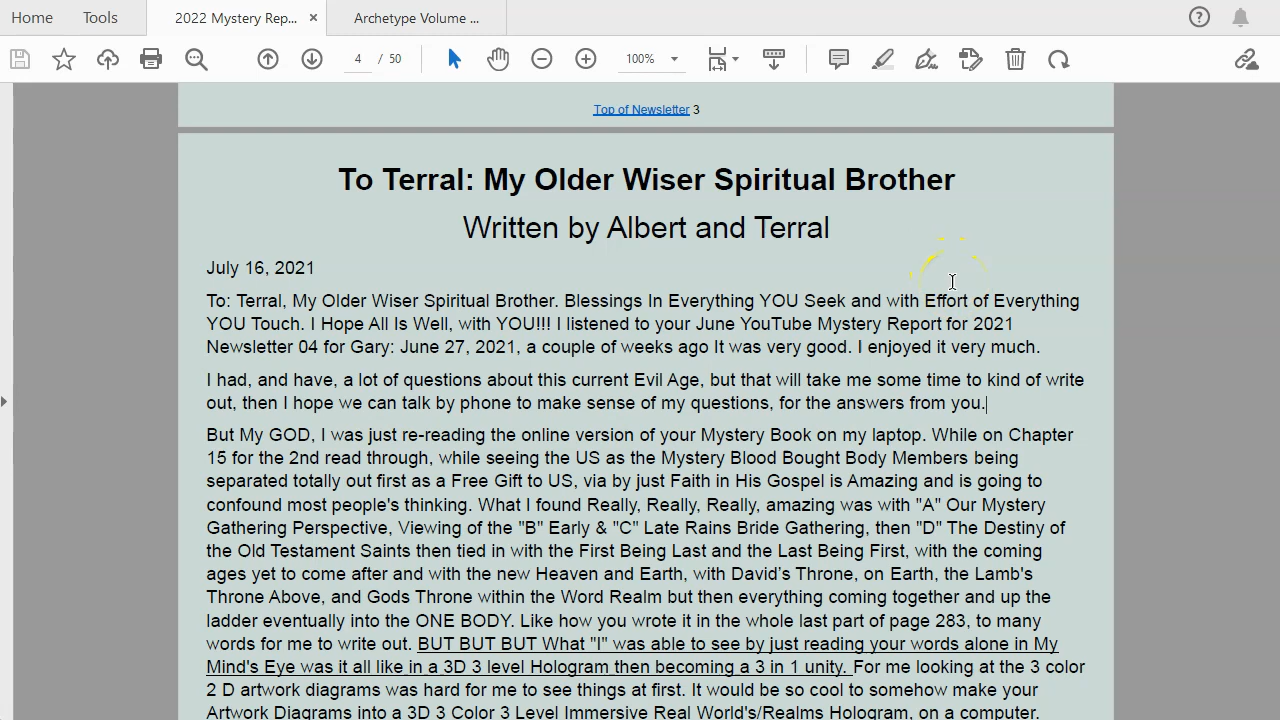 Home
Tools
2022 Mystery Rep...
×
Archetype Volume ...
4 / 50
100%
Top of Newsletter 3
To Terral: My Older Wiser Spiritual Brother
Written by Albert and Terral
July 16, 2021
To: Terral, My Older Wiser Spiritual Brother. Blessings In Everything YOU Seek and with Effort of Everything
YOU Touch. I Hope All Is Well, with YOU!!! I listened to your June YouTube Mystery Report for 2021
Newsletter 04 for Gary: June 27, 2021, a couple of weeks ago It was very good. I enjoyed it very much.
I had, and have, a lot of questions about this current Evil Age, but that will take me some time to kind of write
out, then I hope we can talk by phone to make sense of my questions, for the answers from you.
But My GOD, I was just re-reading the online version of your Mystery Book on my laptop. While on Chapter
15 for the 2nd read through, while seeing the US as the Mystery Blood Bought Body Members being
separated totally out first as a Free Gift to US, via by just Faith in His Gospel is Amazing and is going to
confound most people's thinking. What I found Really, Really, Really, amazing was with "A" Our Mystery
Gathering Perspective, Viewing of the "B" Early & "C" Late Rains Bride Gathering, then "D" The Destiny of
the Old Testament Saints then tied in with the First Being Last and the Last Being First, with the coming
ages yet to come after and with the new Heaven and Earth, with David’s Throne, on Earth, the Lamb's
Throne Above, and Gods Throne within the Word Realm but then everything coming together and up the
ladder eventually into the ONE BODY. Like how you wrote it in the whole last part of page 283, to many
words for me to write out. BUT BUT BUT What "I" was able to see by just reading your words alone in My
Mind's Eye was it all like in a 3D 3 level Hologram then becoming a 3 in 1 unity. For me looking at the 3 color
2 D artwork diagrams was hard for me to see things at first. It would be so cool to somehow make your
Artwork Diagrams into a 3D 3 Color 3 Level Immersive Real World's/Realms Hologram, on a computer.